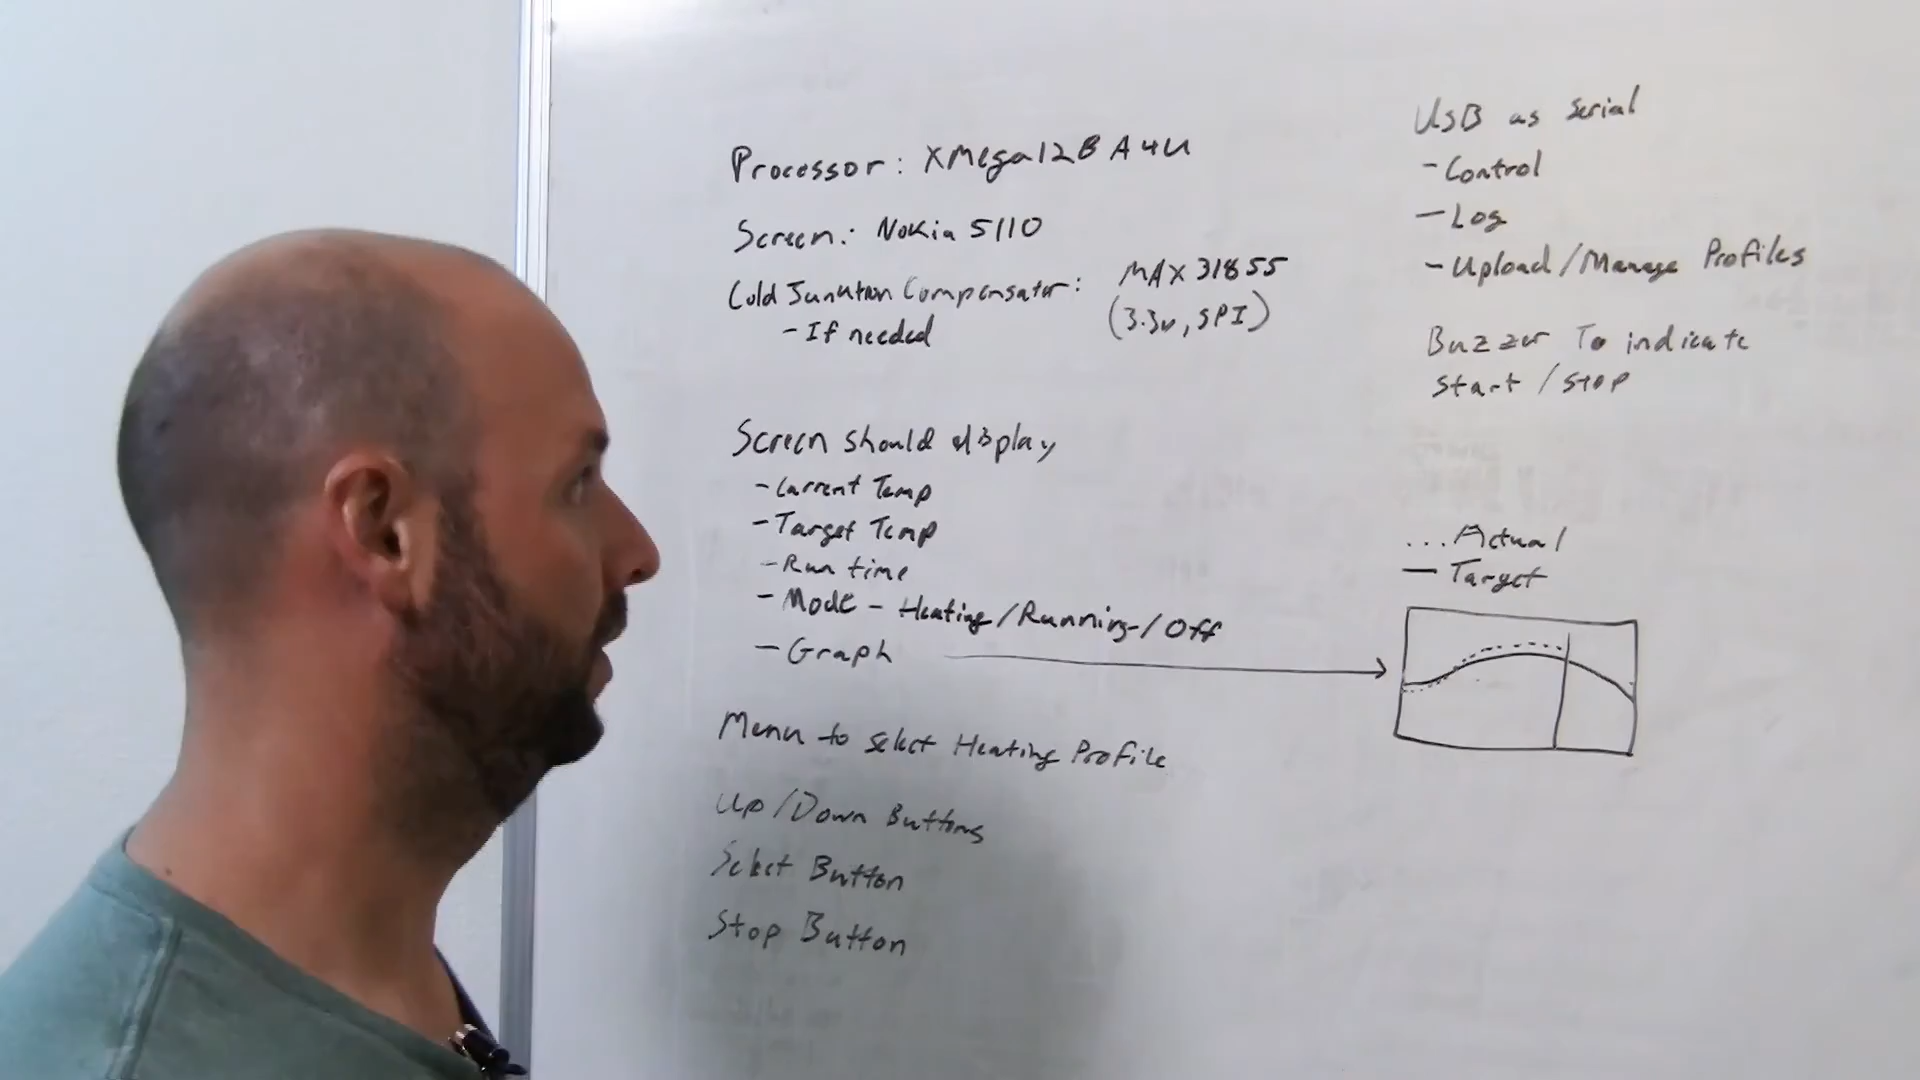 Processor: XMega128A4U
Screen: Nokia 5110
Cold Junction Compensator: MAX31855
- If needed
(3.3v, SPI)
Screen should display
- Current Temp
- Target Temp
- Run time
- Mode - Heating/Running/Off
- Graph
Menu to select Heating Profile
Up/Down Buttons
Select Button
Stop Button
USB as Serial
- Control
- Log
- Upload/Manage Profiles
Buzzer To indicate
start / stop
... Actual
— Target